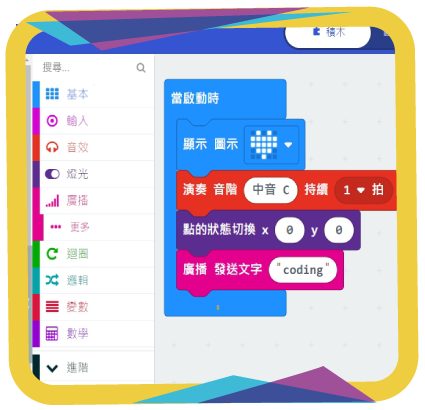 積木
搜尋...
基本
輸入
音效
燈光
廣播
更多
迴圈
邏輯
變數
數學
進階
當啟動時
顯示 圖示
演奏 音階 中音 C 持續 1 拍
點的狀態切換 x 0 y 0
廣播 發送文字 "coding"